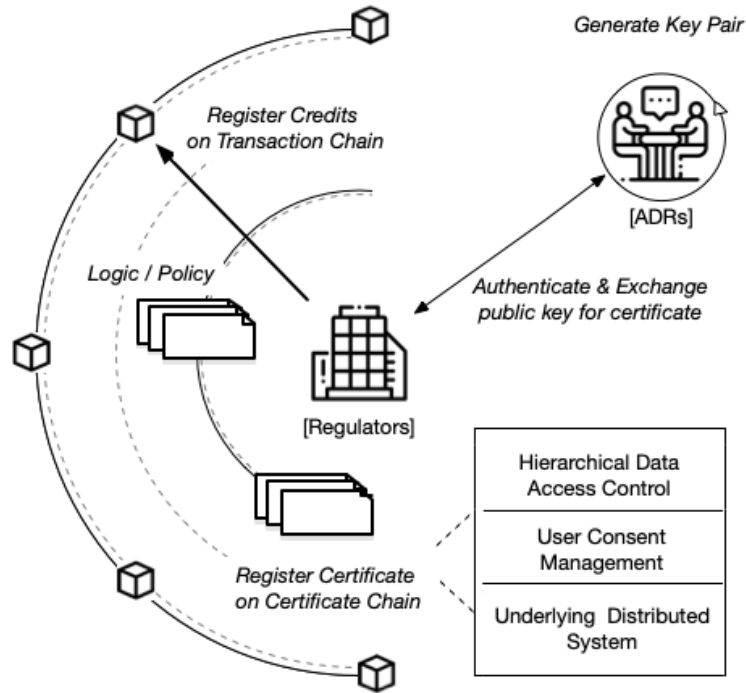 Generate Key Pair
Register Credits
on Transaction Chain
[ADRs]
Logic / Policy
Authenticate & Exchange
public key for certificate
[Regulators]
Hierarchical Data
Access Control
User Consent
Management
Underlying Distributed
System
Register Certificate
on Certificate Chain